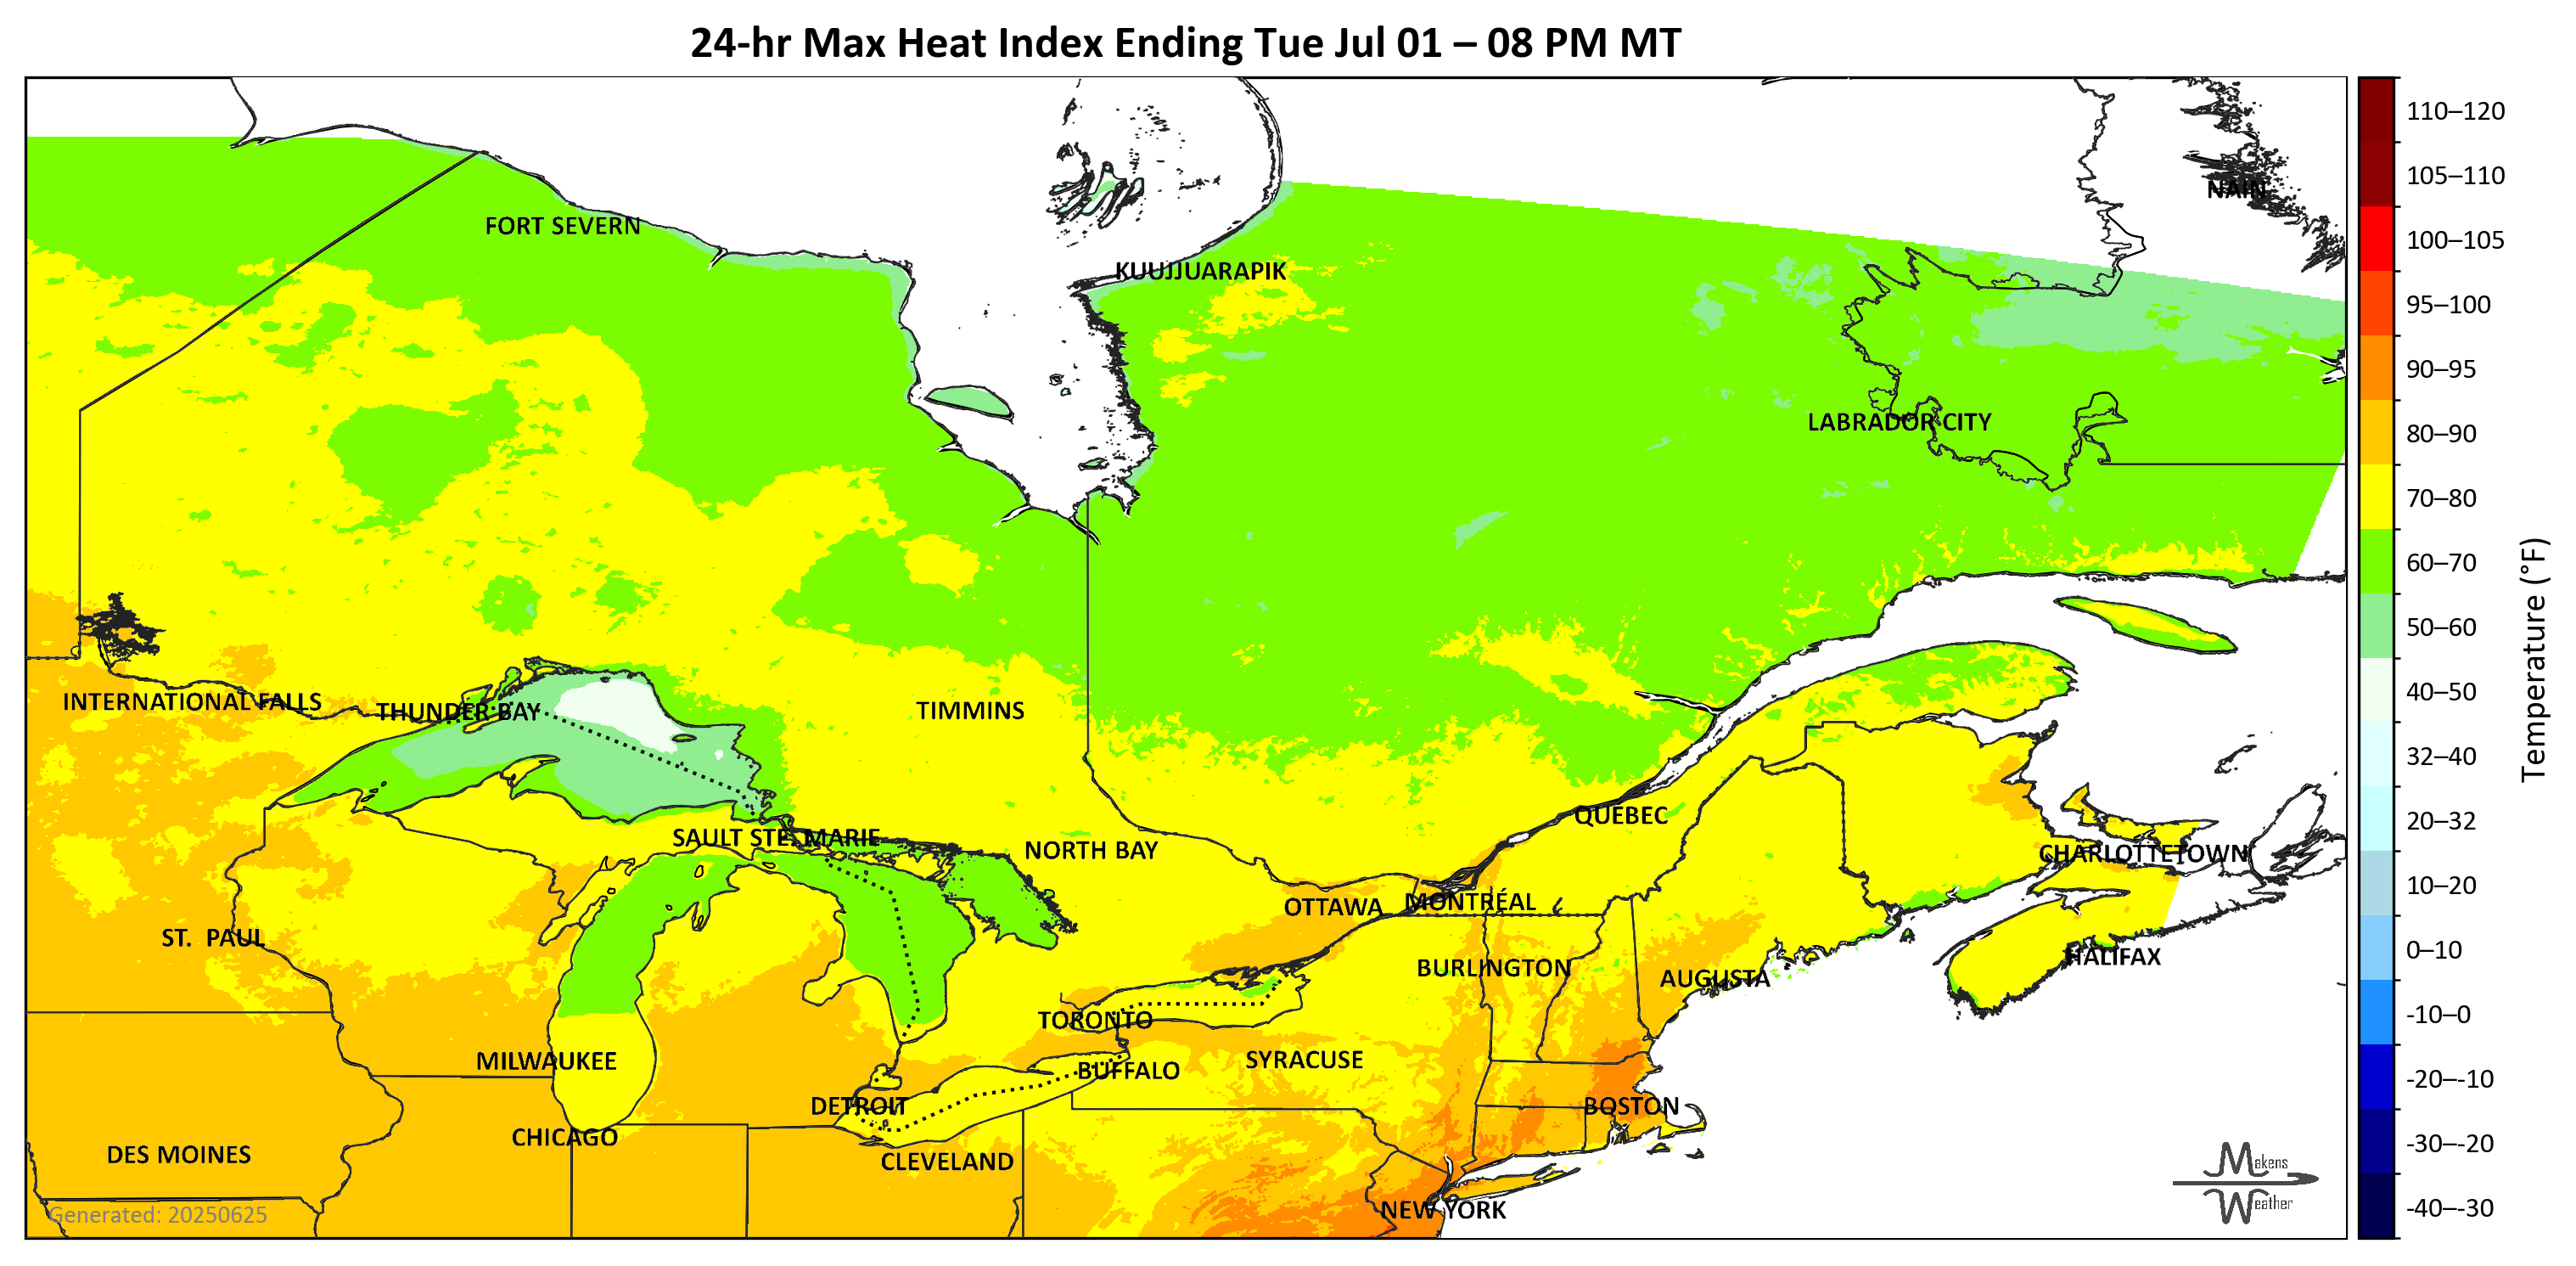 24-hr Max Heat Index Ending Tue Jul 01 – 08 PM MT
NAIN
FORT SEVERN
KUUJJUARAPIK
LABRADOR CITY
INTERNATIONAL FALLS
THUNDER BAY
TIMMINS
QUEBEC
SAULT STE. MARIE
NORTH BAY
CHARLOTTETOWN
OTTAWA
MONTRÉAL
ST. PAUL
HALIFAX
BURLINGTON
AUGUSTA
TORONTO
MILWAUKEE
SYRACUSE
BUFFALO
DETROIT
BOSTON
CHICAGO
DES MOINES
CLEVELAND
NEW YORK
Generated: 20250625
Makens
Weather
110–120
105–110
100–105
95–100
90–95
80–90
70–80
60–70
50–60
40–50
32–40
20–32
10–20
0–10
-10–0
-20–-10
-30–-20
-40–-30
Temperature (°F)